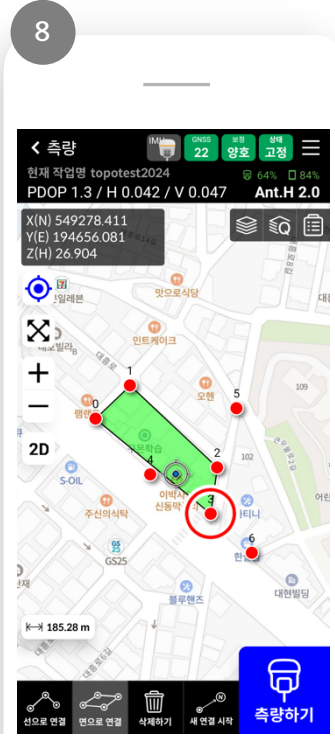 8
측량
IMU
GNSS
22
보정
양호
상태
고정
현재 작업명 topotest2024
64%
84%
PDOP 1.3 / H 0.042 / V 0.047
Ant.H 2.0
X(N) 549278.411
Y(E) 194656.081
Z(H) 26.904
맛으로식당
민트케이크
오헨
109
102
S-OIL
주신의식탁
GS25
GS25
이박사
신동막
블루핸즈
대현빌딩
0
1
2
3
4
5
6
2D
185.28 m
선으로 연결
면으로 연결
삭제하기
N
새 연결 시작
측량하기